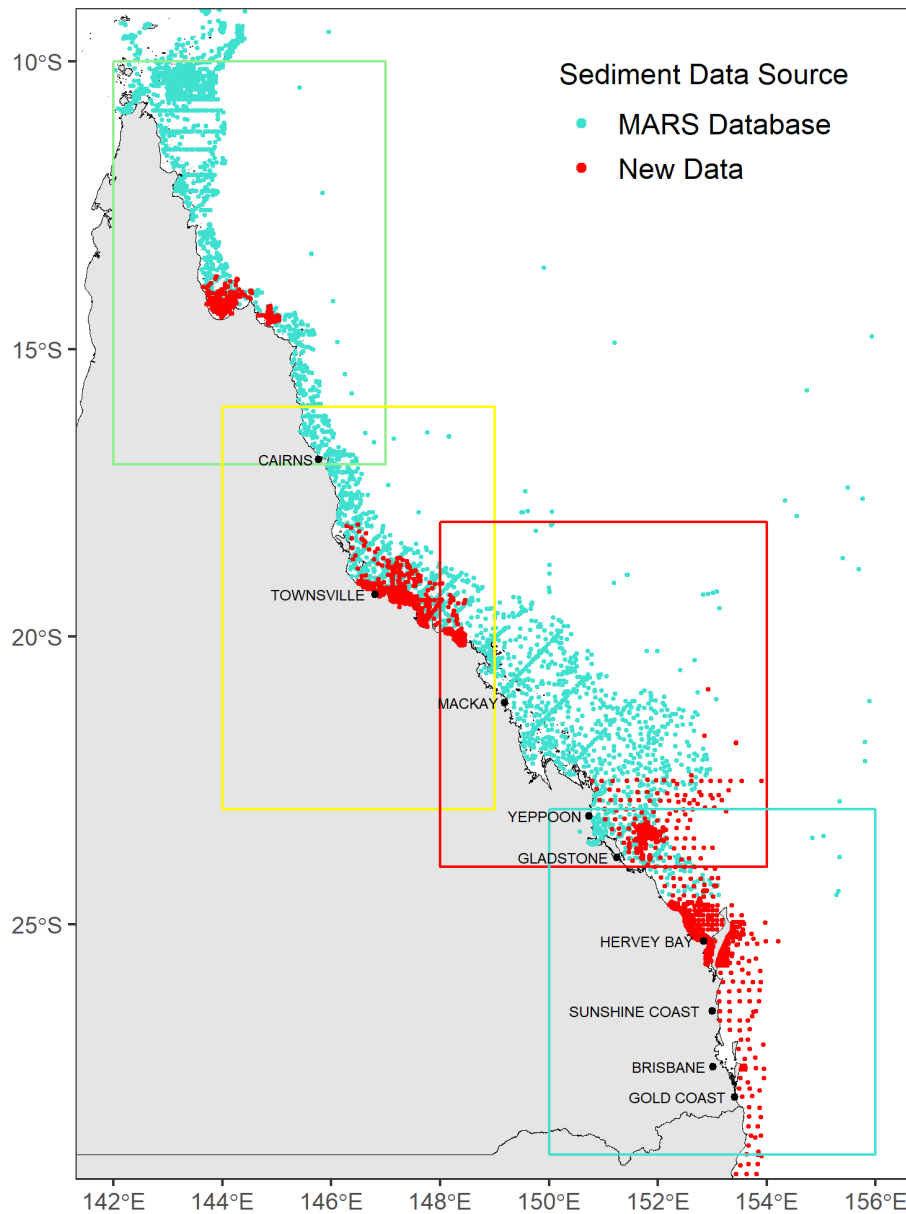 Sediment Data Source
MARS Database
New Data
10°S
15°S
CAIRNS
TOWNSVILLE
20°S
MACKAY
YEPPOON
GLADSTONE
25°S
HERVEY BAY
SUNSHINE COAST
BRISBANE
GOLD COAST
142°E 144°E 146°E 148°E 150°E 152°E 154°E 156°E